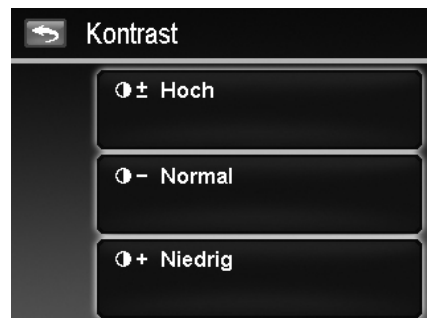 Kontrast
± Hoch
− Normal
+ Niedrig